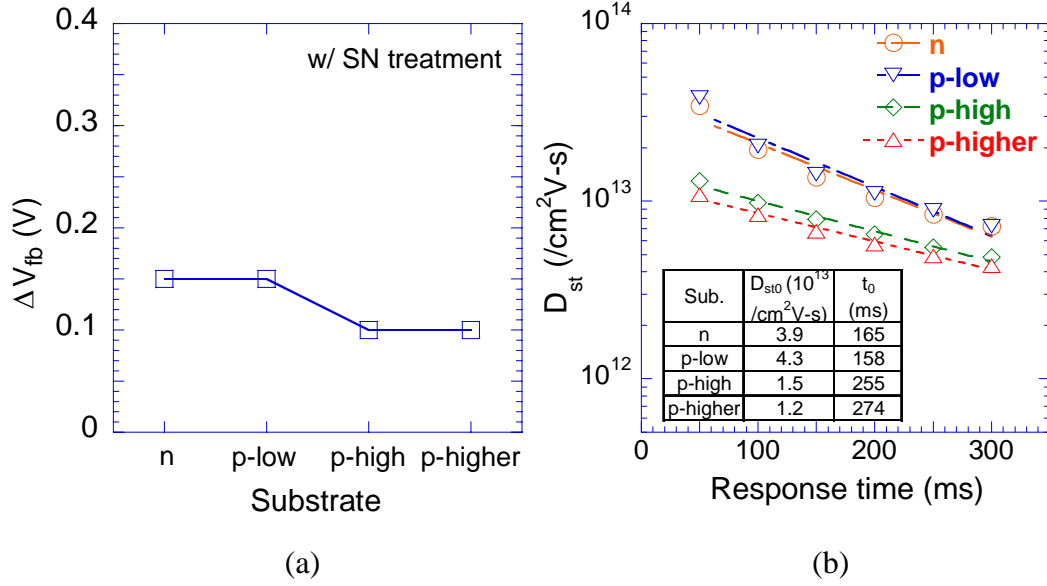 0.4
0.3
0.2
0.1
0
ΔV_fb (V)
w/ SN treatment
n p-low p-high p-higher
Substrate
(a)
10^14
10^13
10^12
D_st (/cm^2V-s)
n
p-low
p-high
p-higher
Sub. D_st0 (10^13 /cm^2V-s) t_0 (ms)
n 3.9 165
p-low 4.3 158
p-high 1.5 255
p-higher 1.2 274
0 100 200 300
Response time (ms)
(b)